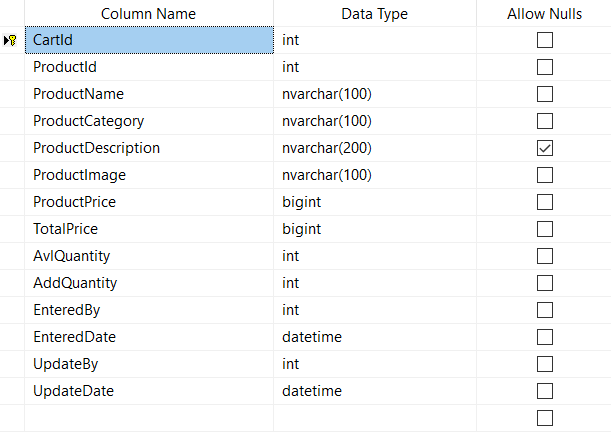 Column Name Data Type Allow Nulls
CartId int
ProductId int
ProductName nvarchar(100)
ProductCategory nvarchar(100)
ProductDescription nvarchar(200)
ProductImage nvarchar(100)
ProductPrice bigint
TotalPrice bigint
AvlQuantity int
AddQuantity int
EnteredBy int
EnteredDate datetime
UpdateBy int
UpdateDate datetime